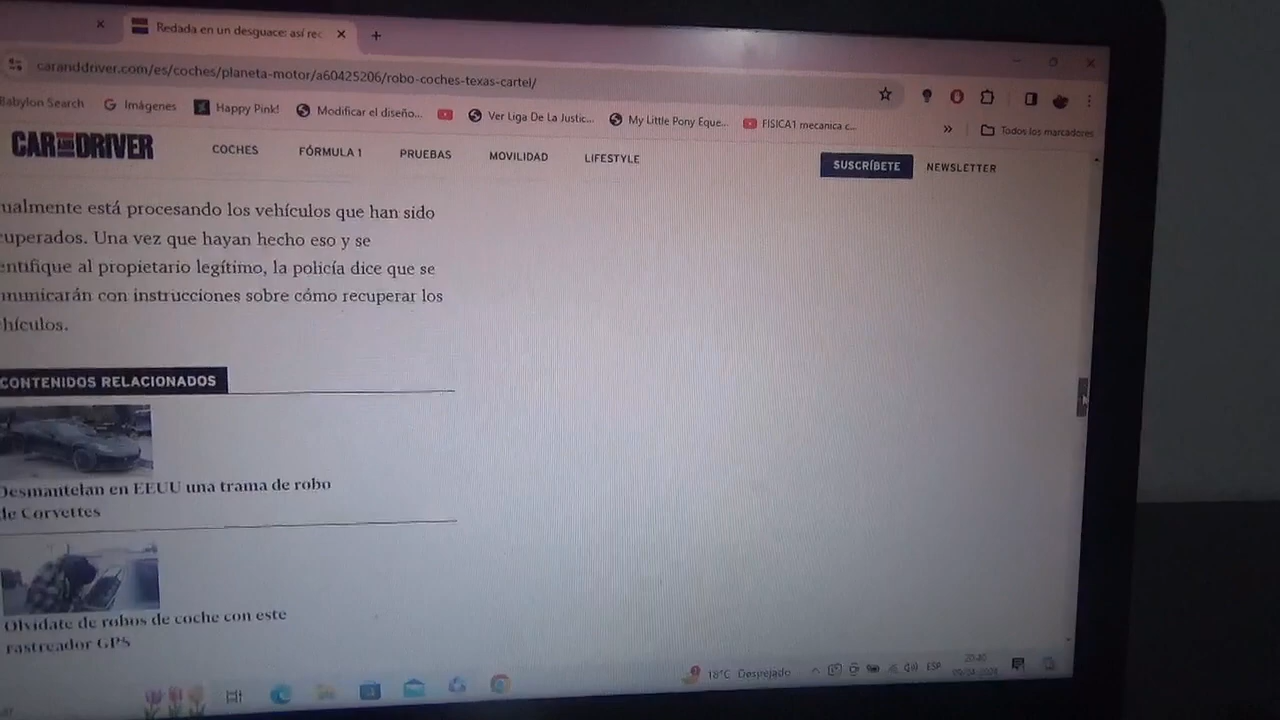 Redada en un desguace: así rec
caranddriver.com/es/coches/planeta-motor/a60425206/robo-coches-texas-cartel/
Babylon Search
Imágenes
Happy Pink!
Modificar el diseño...
Ver Liga De La Justic...
My Little Pony Eque...
FISICA1 mecanica c...
»
Todos los marcadores
CAR AND DRIVER
COCHES
FÓRMULA 1
PRUEBAS
MOVILIDAD
LIFESTYLE
SUSCRÍBETE
NEWSLETTER
ualmente está procesando los vehículos que han sido
cuperados. Una vez que hayan hecho eso y se
entifique al propietario legítimo, la policía dice que se
municarán con instrucciones sobre cómo recuperar los
hículos.
CONTENIDOS RELACIONADOS
Desmantelan en EEUU una trama de robo
de Corvettes
Olvídate de robos de coche con este
rastreador GPS
18°C Despejado
ESP
20:40